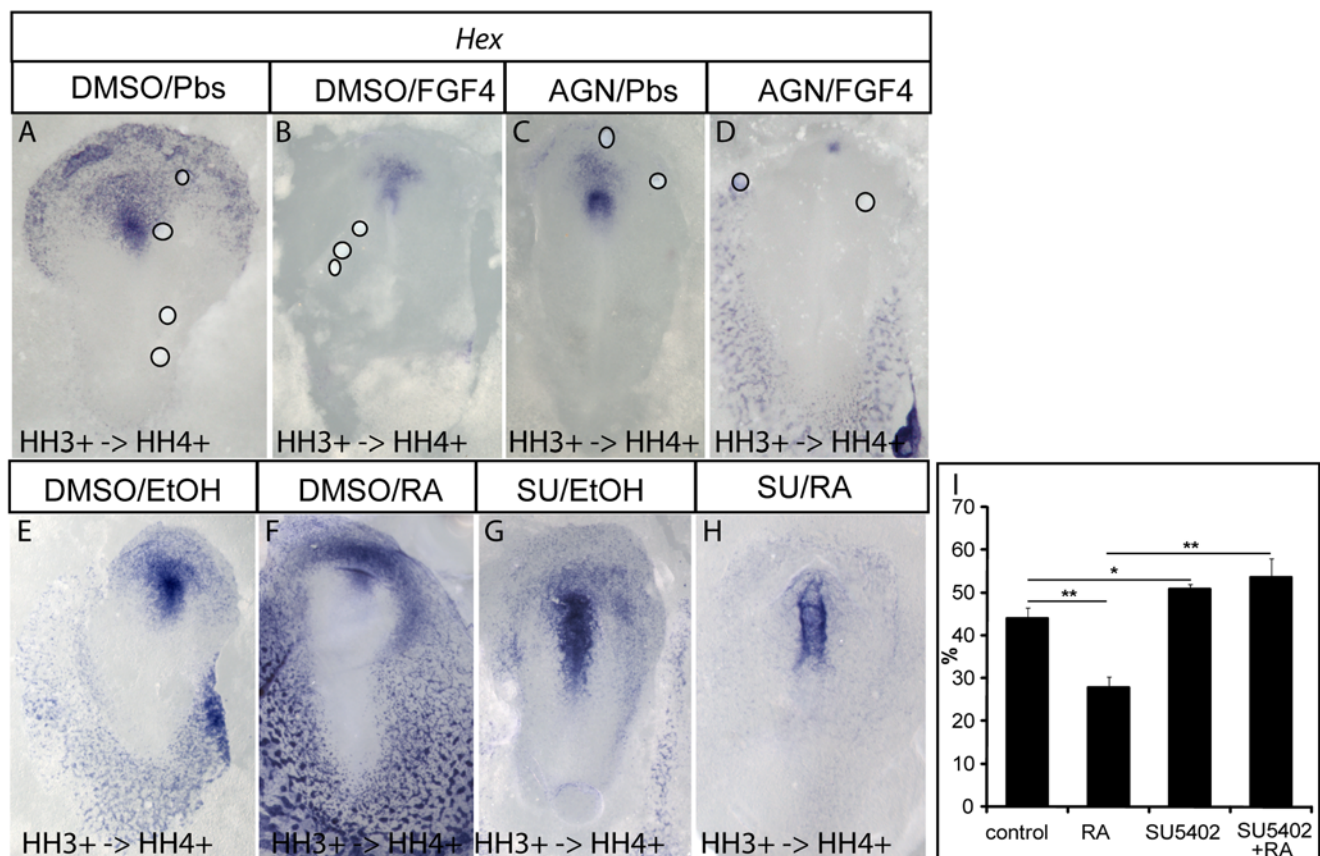 Hex
DMSO/Pbs DMSO/FGF4 AGN/Pbs AGN/FGF4
A B C D
HH3+ -> HH4+ HH3+ -> HH4+ HH3+ -> HH4+ HH3+ -> HH4+
DMSO/EtOH DMSO/RA SU/EtOH SU/RA
E F G H
HH3+ -> HH4+ HH3+ -> HH4+ HH3+ -> HH4+ HH3+ -> HH4+
I
70
60
50
40
30
20
10
0
%
**
*
**
control RA SU5402 SU5402
+RA